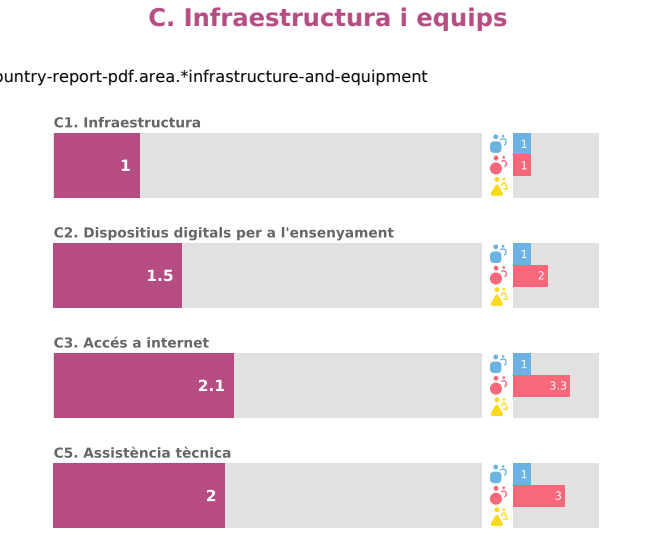 C. Infraestructura i equips
ountry-report-pdf.area.*infrastructure-and-equipment
C1. Infraestructura
1
1
1
C2. Dispositius digitals per a l'ensenyament
1.5
1
2
C3. Accés a internet
2.1
1
3.3
C5. Assistència tècnica
2
1
3